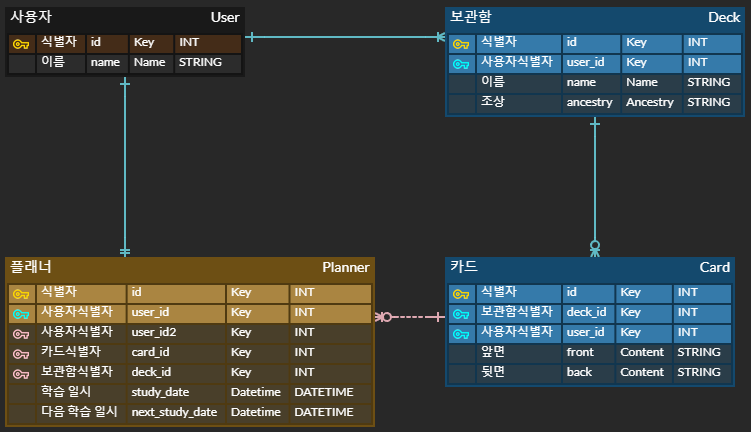 사용자 User
식별자 id Key INT
이름 name Name STRING
보관함 Deck
식별자 id Key INT
사용자식별자 user_id Key INT
이름 name Name STRING
조상 ancestry Ancestry STRING
플래너 Planner
식별자 id Key INT
사용자식별자 user_id Key INT
사용자식별자 user_id2 Key INT
카드식별자 card_id Key INT
보관함식별자 deck_id Key INT
학습 일시 study_date Datetime DATETIME
다음 학습 일시 next_study_date Datetime DATETIME
카드 Card
식별자 id Key INT
보관함식별자 deck_id Key INT
사용자식별자 user_id Key INT
앞면 front Content STRING
뒷면 back Content STRING